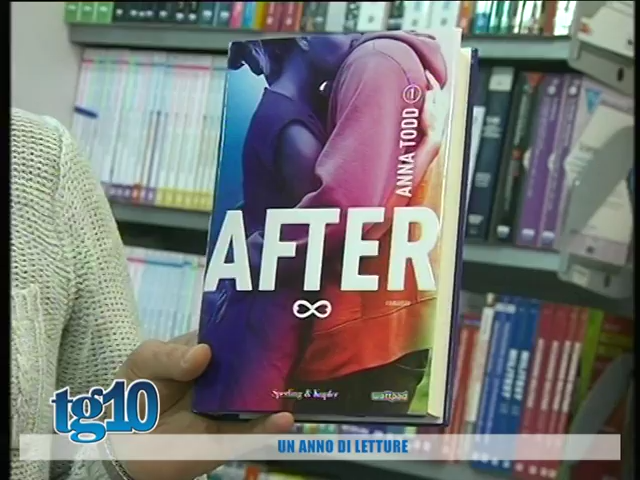 ANNA TODD 1
AFTER
romanzo
Sperling & Kupfer
wattpad
tg10
UN ANNO DI LETTURE